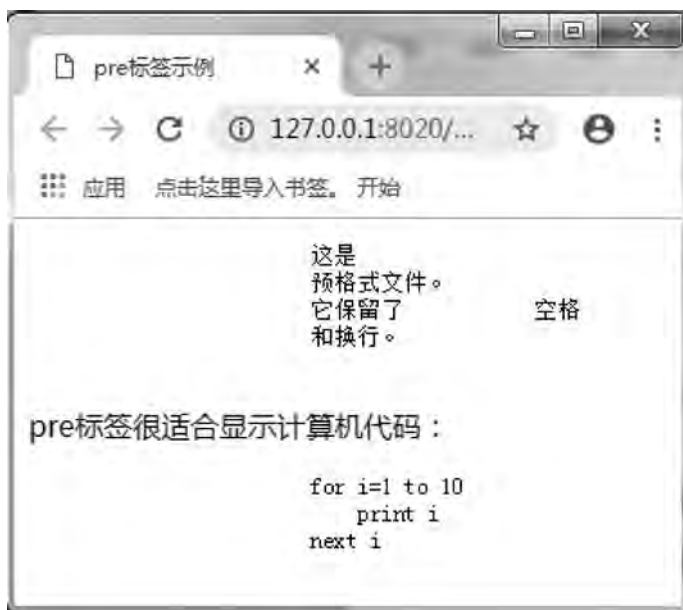 pre标签示例
127.0.0.1:8020/...
应用 点击这里导入书签。 开始
这是
预格式文件。
它保留了 空格
和换行。
pre标签很适合显示计算机代码：
for i=1 to 10
print i
next i